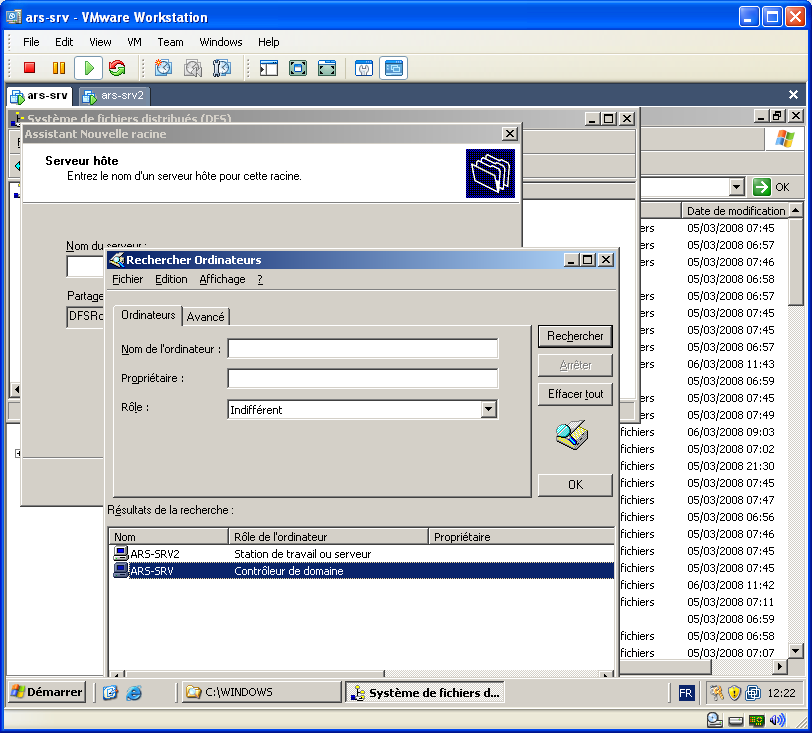 ars-srv - VMware Workstation
File Edit View VM Team Windows Help
ars-srv ars-srv2
Système de fichiers distribués (DFS)
Assistant Nouvelle racine
Serveur hôte
Entrez le nom d'un serveur hôte pour cette racine.
OK
Date de modification
Nom du serveur :
Partage
DFSRo
Rechercher Ordinateurs
Fichier Edition Affichage ?
Ordinateurs Avancé
Nom de l'ordinateur :
Propriétaire :
Rôle : Indifférent
Rechercher
Arrêter
Effacer tout
OK
Résultats de la recherche :
Nom Rôle de l'ordinateur Propriétaire
ARS-SRV2 Station de travail ou serveur
ARS-SRV Contrôleur de domaine
ers 05/03/2008 07:45
ers 05/03/2008 06:57
ers 05/03/2008 07:46
05/03/2008 06:58
ers 05/03/2008 06:57
ers 05/03/2008 07:45
ers 05/03/2008 07:45
ers 05/03/2008 06:57
ers 06/03/2008 11:43
05/03/2008 06:59
ers 05/03/2008 07:45
ers 05/03/2008 07:49
fichiers 06/03/2008 09:03
fichiers 05/03/2008 07:02
fichiers 05/03/2008 21:30
fichiers 05/03/2008 07:45
fichiers 05/03/2008 07:47
fichiers 05/03/2008 06:56
fichiers 05/03/2008 07:46
fichiers 05/03/2008 07:45
fichiers 05/03/2008 07:45
fichiers 06/03/2008 11:42
fichiers 05/03/2008 07:11
05/03/2008 06:59
fichiers 05/03/2008 06:58
fichiers 05/03/2008 07:07
Démarrer C:\WINDOWS Système de fichiers d... FR 12:22